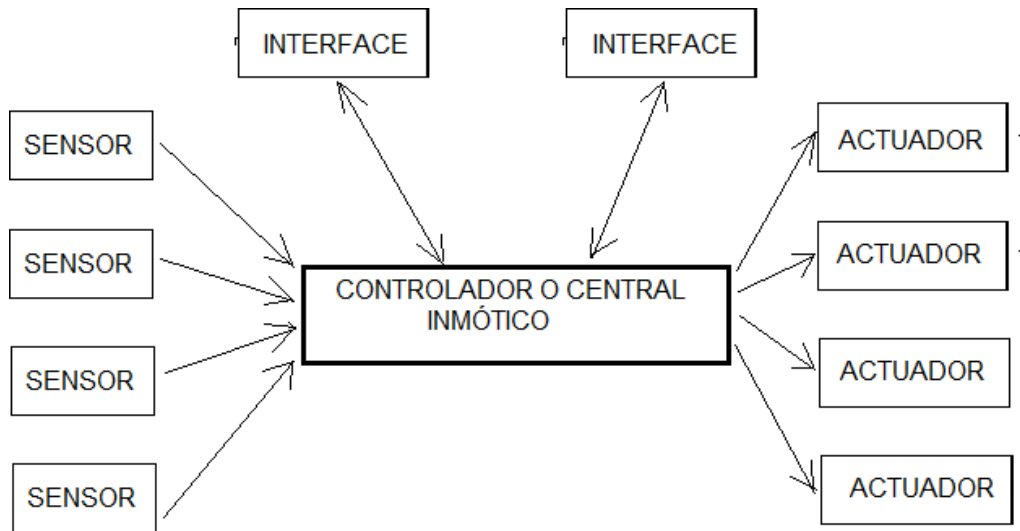 INTERFACE
INTERFACE
SENSOR
ACTUADOR
SENSOR
ACTUADOR
CONTROLADOR O CENTRAL
INMÓTICO
SENSOR
ACTUADOR
SENSOR
ACTUADOR